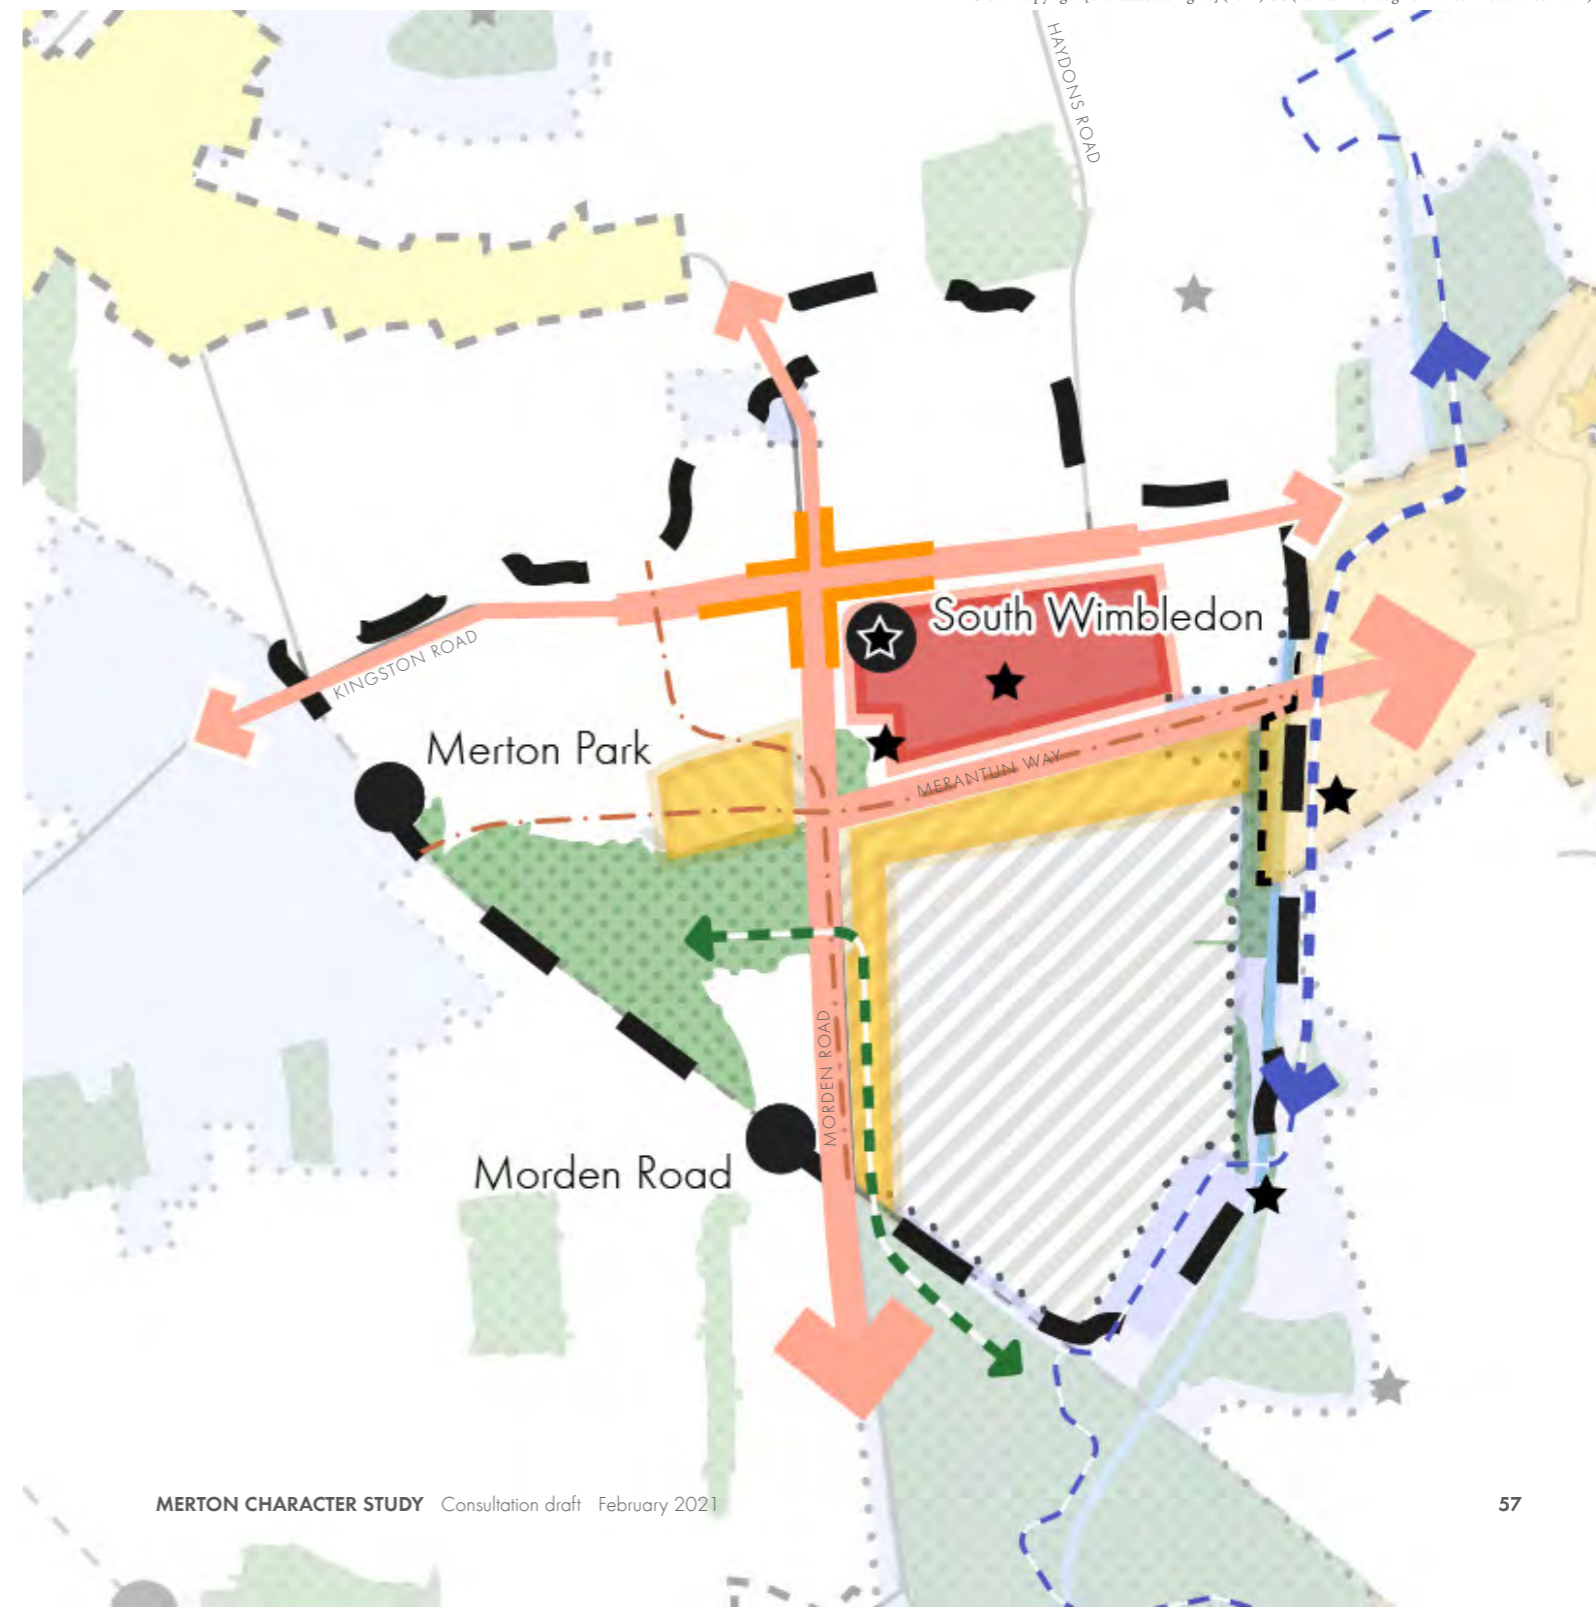 HAYDONS ROAD
South Wimbledon
KINGSTON ROAD
Merton Park
MERANTUN WAY
MORDEN ROAD
Morden Road
MERTON CHARACTER STUDY Consultation draft February 2021
57